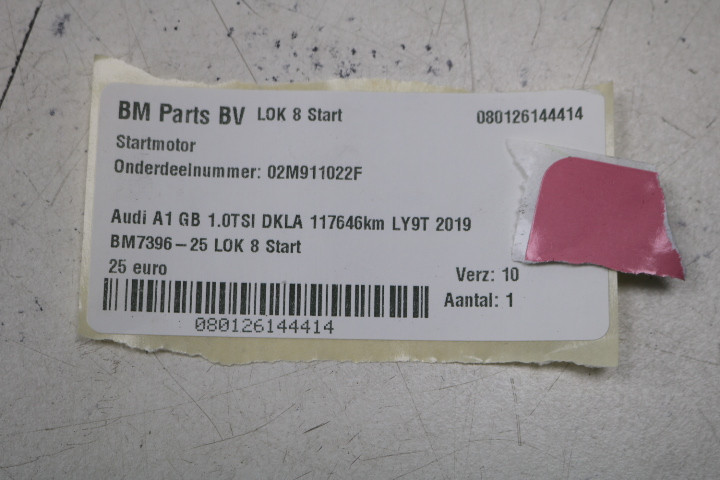 BM Parts BV LOK 8 Start 080126144414
Startmotor
Onderdeelnummer: 02M911022F
Audi A1 GB 1.0TSI DKLA 117646km LY9T 2019
BM7396-25 LOK 8 Start
25 euro Verz: 10
Aantal: 1
080126144414